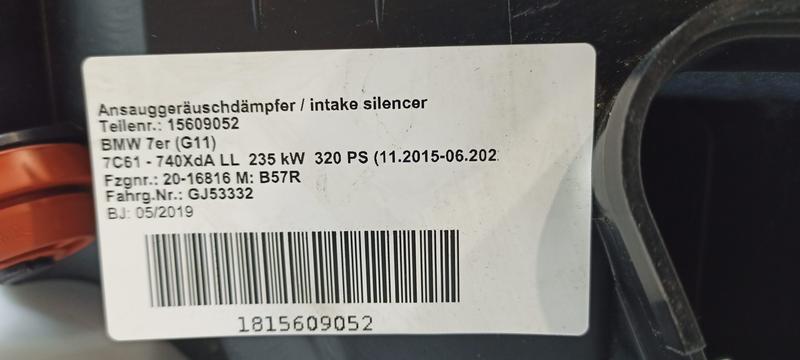 Ansauggeräuschdämpfer / intake silencer
Teilenr.: 15609052
BMW 7er (G11)
7C61 - 740XdA LL 235 kW 320 PS (11.2015-06.202
Fzgnr.: 20-16816 M: B57R
Fahrg.Nr.: GJ53332
BJ: 05/2019
1815609052